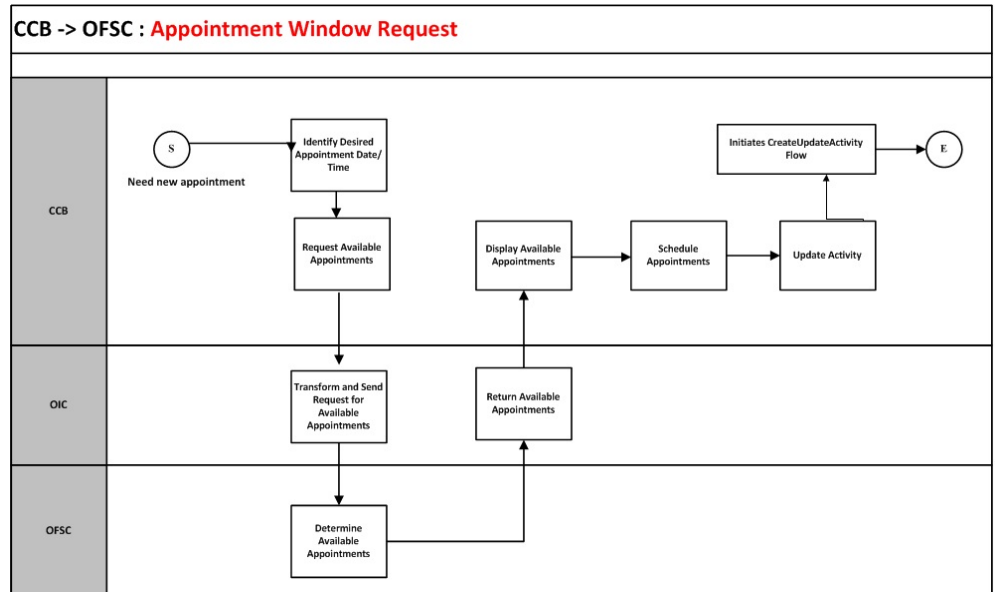 CCB -> OFSC : Appointment Window Request
CCB
S
Need new appointment
Identify Desired
Appointment Date/
Time
Request Available
Appointments
Display Available
Appointments
Schedule
Appointments
Update Activity
Initiates CreateUpdateActivity
Flow
E
OIC
Transform and Send
Request for
Available
Appointments
Return Available
Appointments
OFSC
Determine
Available
Appointments